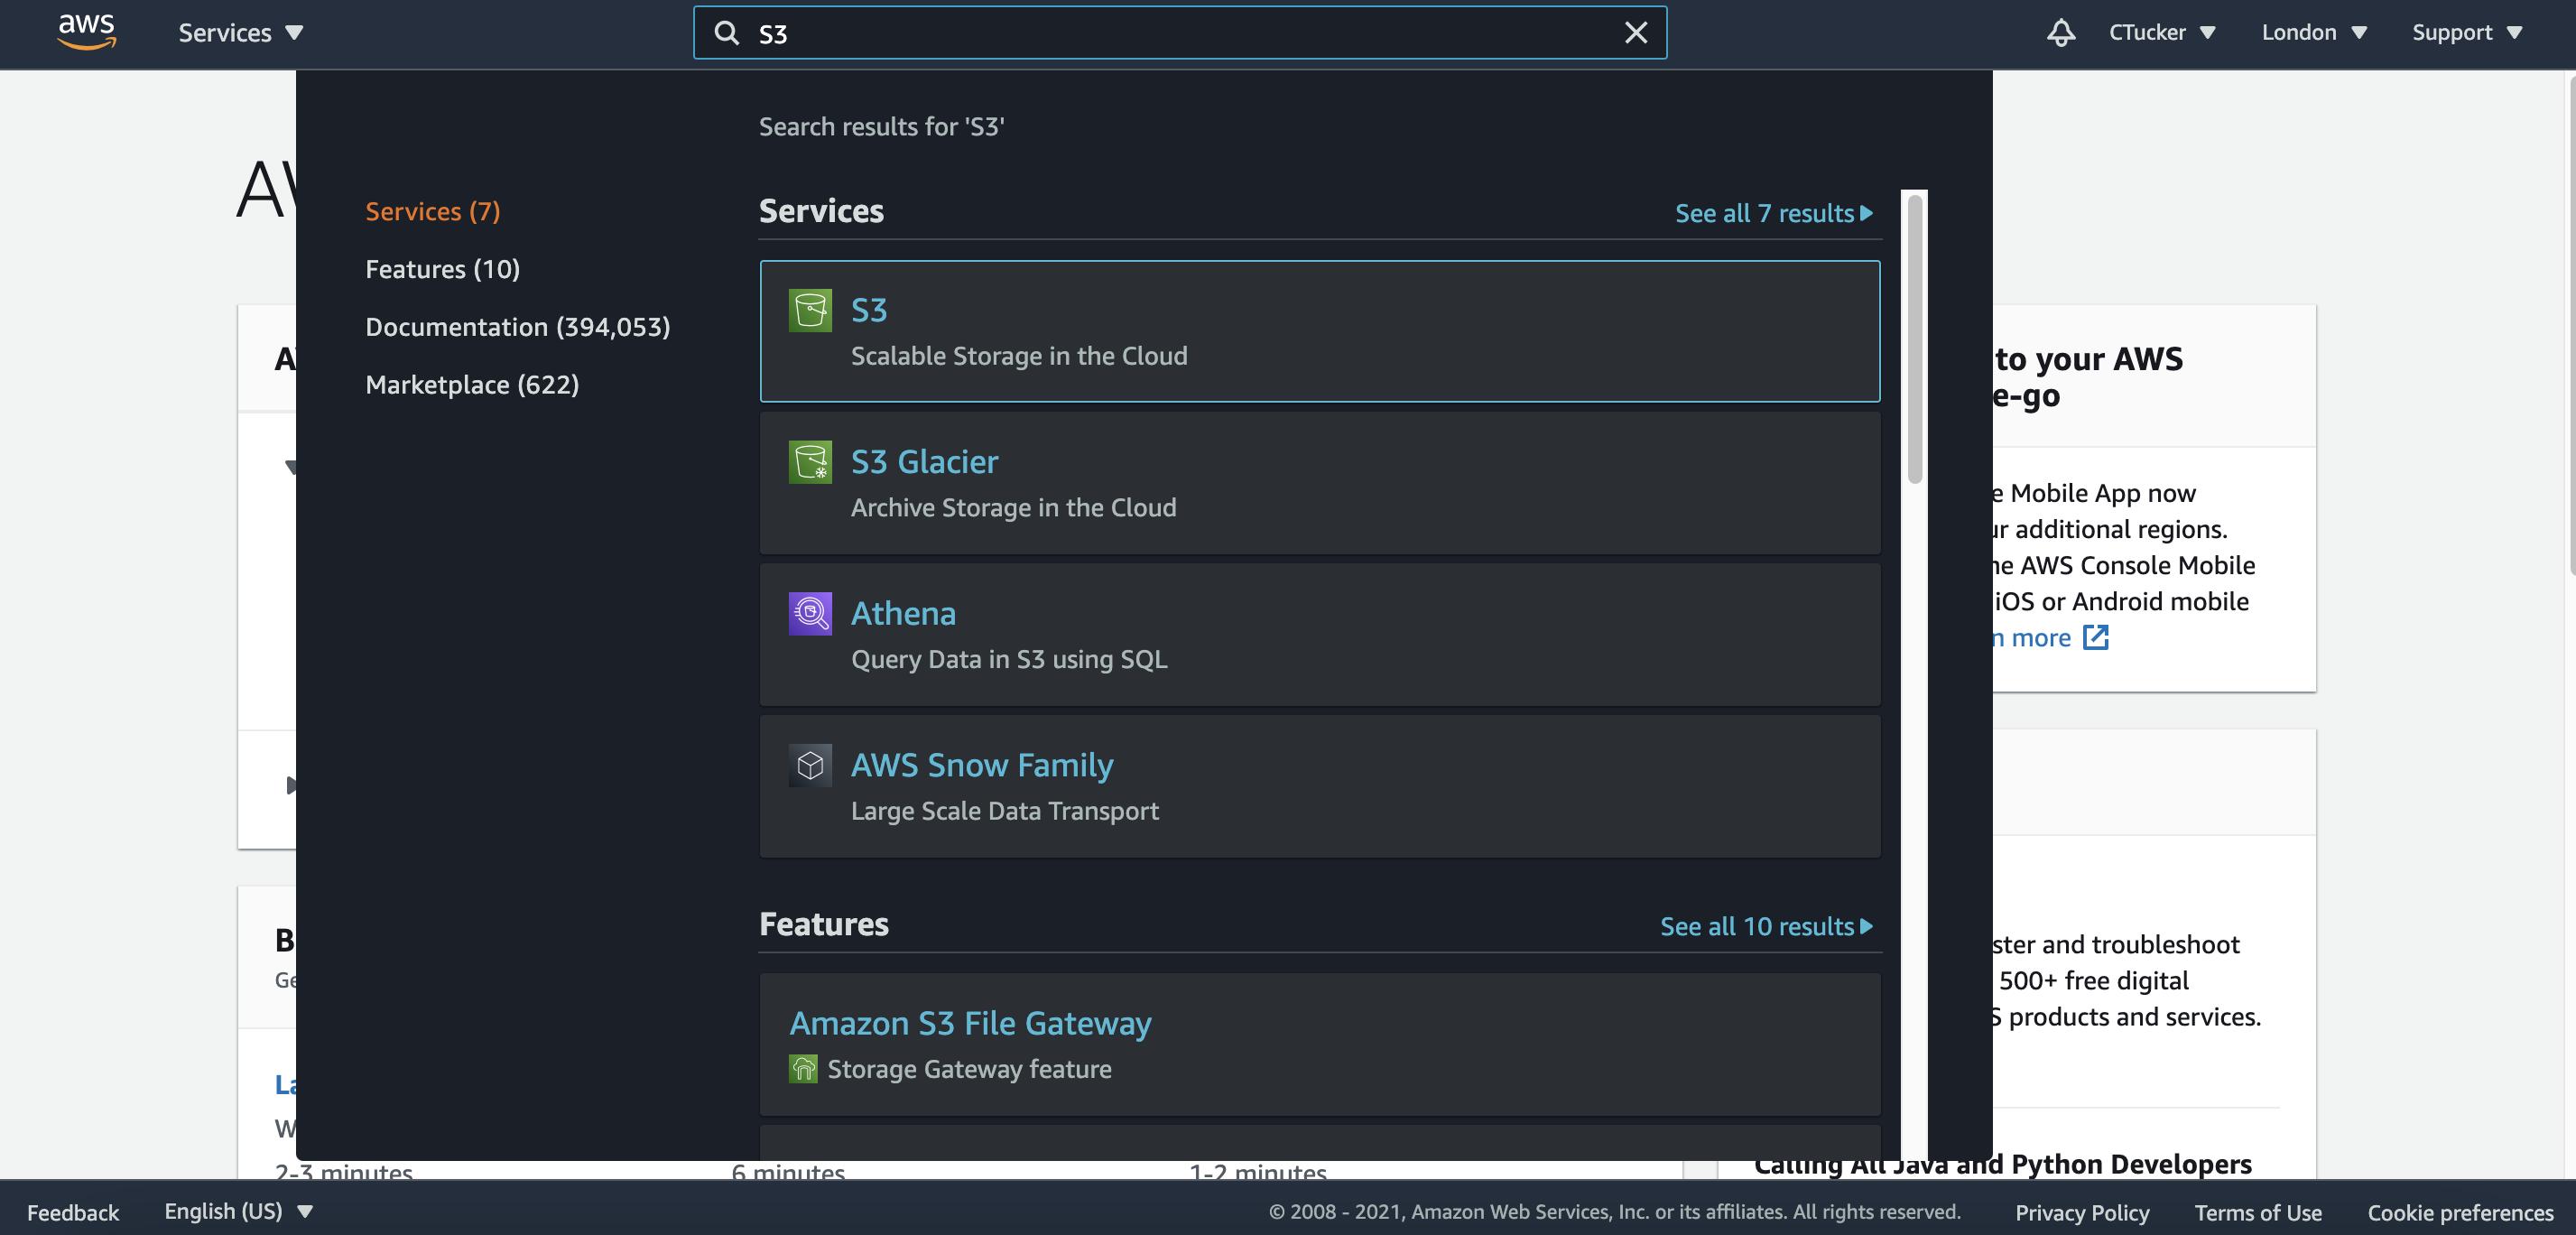 aws
Services
S3
CTucker
London
Support
Search results for 'S3'
Services (7)
Features (10)
Documentation (394,053)
Marketplace (622)
Services
See all 7 results
S3
Scalable Storage in the Cloud
S3 Glacier
Archive Storage in the Cloud
Athena
Query Data in S3 using SQL
AWS Snow Family
Large Scale Data Transport
Features
See all 10 results
Amazon S3 File Gateway
Storage Gateway feature
to your AWS
e-go
e Mobile App now
additional regions.
AWS Console Mobile
iOS or Android mobile
more
and troubleshoot
500+ free digital
S products and services.
2-3 minutes
6 minutes
1-2 minutes
Calling All Java and Python Developers
Feedback
English (US)
© 2008 - 2021, Amazon Web Services, Inc. or its affiliates. All rights reserved.
Privacy Policy
Terms of Use
Cookie preferences